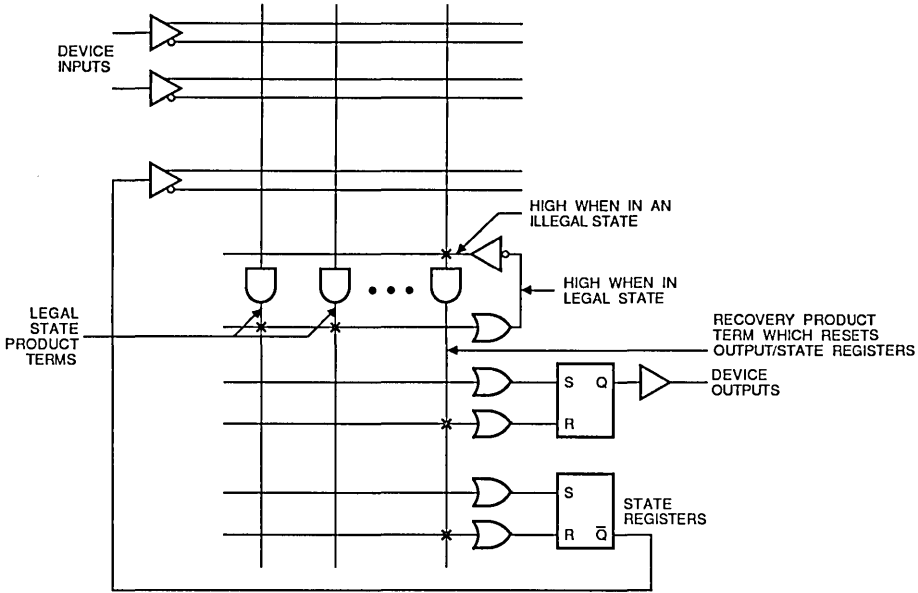 DEVICE
INPUTS
HIGH WHEN IN AN
ILLEGAL STATE
HIGH WHEN IN
LEGAL STATE
LEGAL
STATE
PRODUCT
TERMS
RECOVERY PRODUCT
TERM WHICH RESETS
OUTPUT/STATE REGISTERS
S Q
R
DEVICE
OUTPUTS
S
R Q̅
STATE
REGISTERS